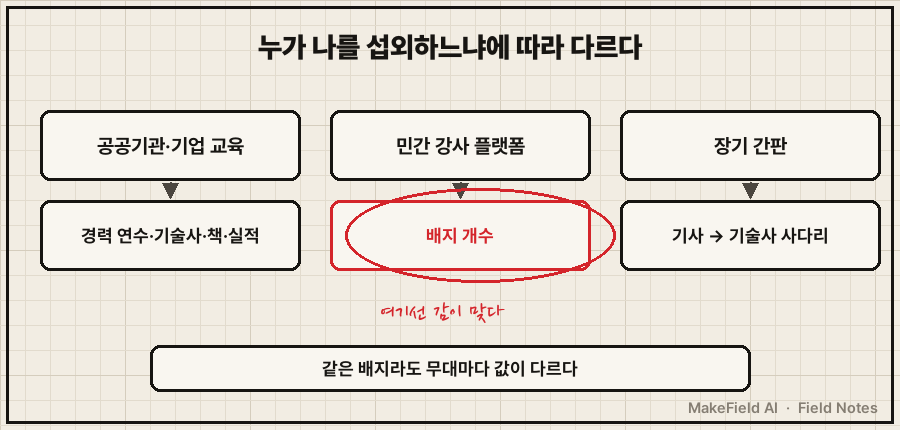 누가 나를 섭외하느냐에 따라 다르다
공공기관·기업 교육
민간 강사 플랫폼
장기 간판
경력 연수·기술사·책·실적
배지 개수
기사 → 기술사 사다리
여기선 감이 맞다
같은 배지라도 무대마다 값이 다르다
MakeField AI · Field Notes